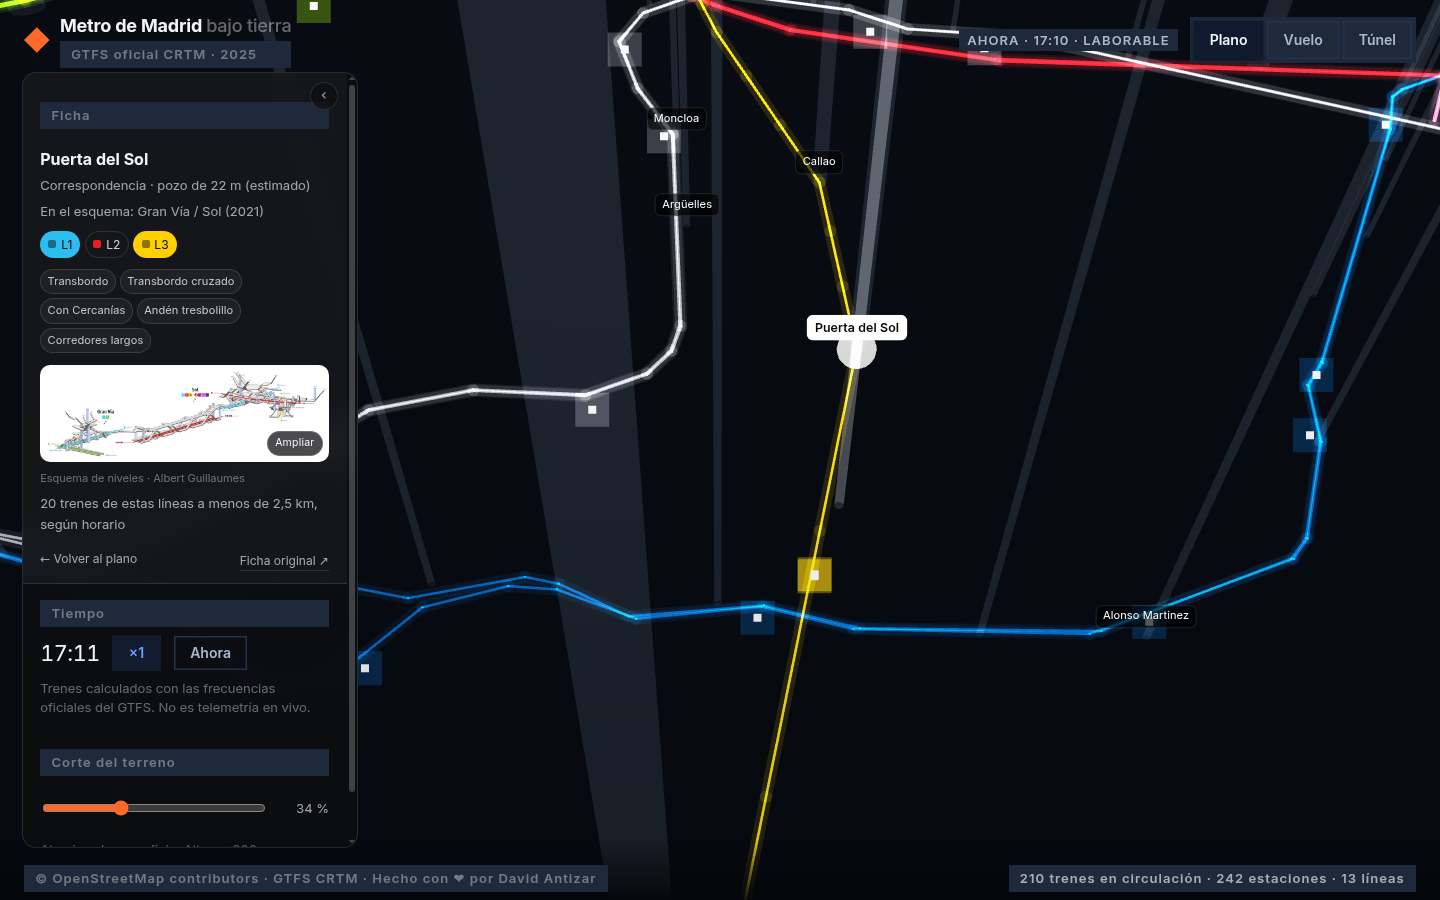 Metro de Madrid bajo tierra
GTFS oficial CRTM · 2025
AHORA · 17:10 · LABORABLE
Plano
Vuelo
Túnel
Ficha
Puerta del Sol
Correspondencia · pozo de 22 m (estimado)
En el esquema: Gran Vía / Sol (2021)
L1
L2
L3
Transbordo
Transbordo cruzado
Con Cercanías
Andén tresbolillo
Corredores largos
Gran Vía
Sol
Ampliar
Esquema de niveles · Albert Guillaumes
20 trenes de estas líneas a menos de 2,5 km,
según horario
← Volver al plano
Ficha original ↗
Tiempo
17:11
×1
Ahora
Trenes calculados con las frecuencias
oficiales del GTFS. No es telemetría en vivo.
Corte del terreno
34 %
Moncloa
Argüelles
Callao
Puerta del Sol
Alonso Martinez
© OpenStreetMap contributors · GTFS CRTM · Hecho con ❤ por David Antizar
210 trenes en circulación · 242 estaciones · 13 líneas